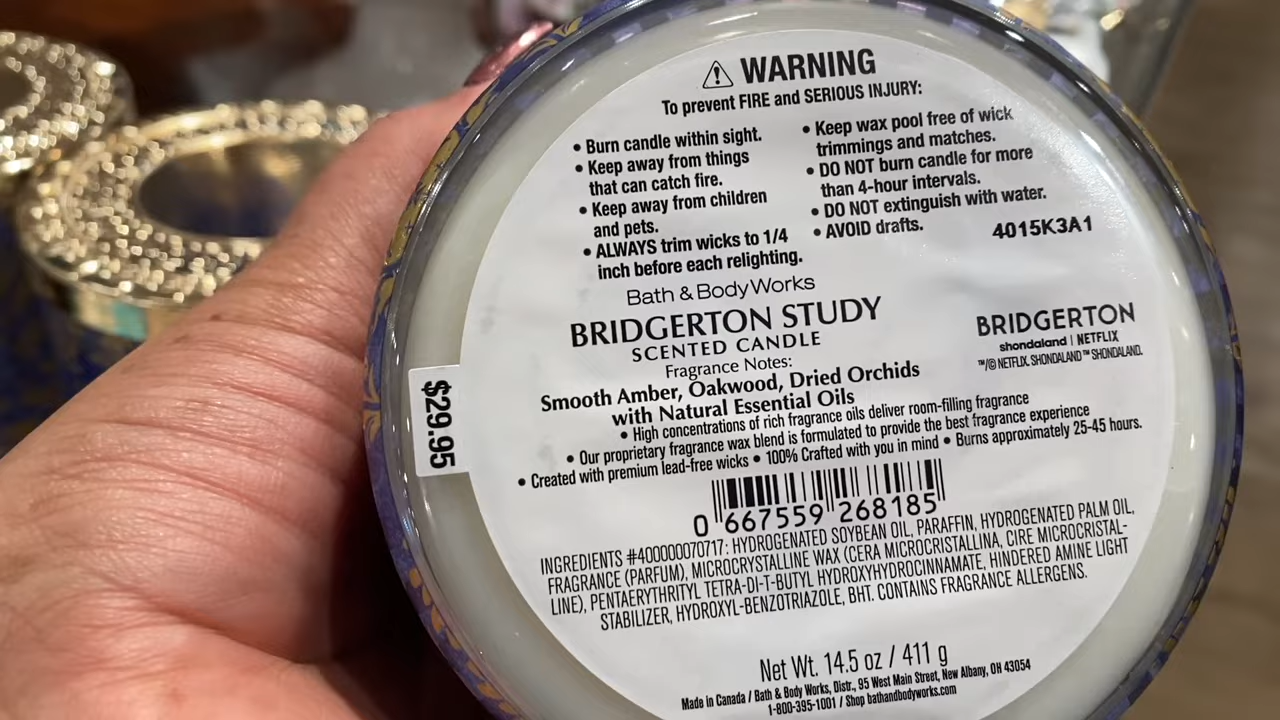 WARNING
To prevent FIRE and SERIOUS INJURY:
• Burn candle within sight.
• Keep away from things
that can catch fire.
• Keep away from children
and pets.
• ALWAYS trim wicks to 1/4
inch before each relighting.
• Keep wax pool free of wick
trimmings and matches.
• DO NOT burn candle for more
than 4-hour intervals.
• DO NOT extinguish with water.
• AVOID drafts.
4015K3A1
Bath & Body Works
BRIDGERTON STUDY
SCENTED CANDLE
Fragrance Notes:
Smooth Amber, Oakwood, Dried Orchids
with Natural Essential Oils
BRIDGERTON
shondaland | NETFLIX
™/© NETFLIX. SHONDALAND™ SHONDALAND.
• High concentrations of rich fragrance oils deliver room-filling fragrance
• Our proprietary fragrance wax blend is formulated to provide the best fragrance experience
• Created with premium lead-free wicks • 100% Crafted with you in mind • Burns approximately 25-45 hours.
$29.95
0 667559 268185
INGREDIENTS #400000070717: HYDROGENATED SOYBEAN OIL, PARAFFIN, HYDROGENATED PALM OIL,
FRAGRANCE (PARFUM), MICROCRYSTALLINE WAX (CERA MICROCRISTALLINA, CIRE MICROCRISTAL-
LINE), PENTAERYTHRITYL TETRA-DI-T-BUTYL HYDROXYHYDROCINNAMATE, HINDERED AMINE LIGHT
STABILIZER, HYDROXYL-BENZOTRIAZOLE, BHT. CONTAINS FRAGRANCE ALLERGENS.
Net Wt. 14.5 oz / 411 g
Made in Canada / Bath & Body Works, Distr., 95 West Main Street, New Albany, OH 43054
1-800-395-1001 / Shop bathandbodyworks.com